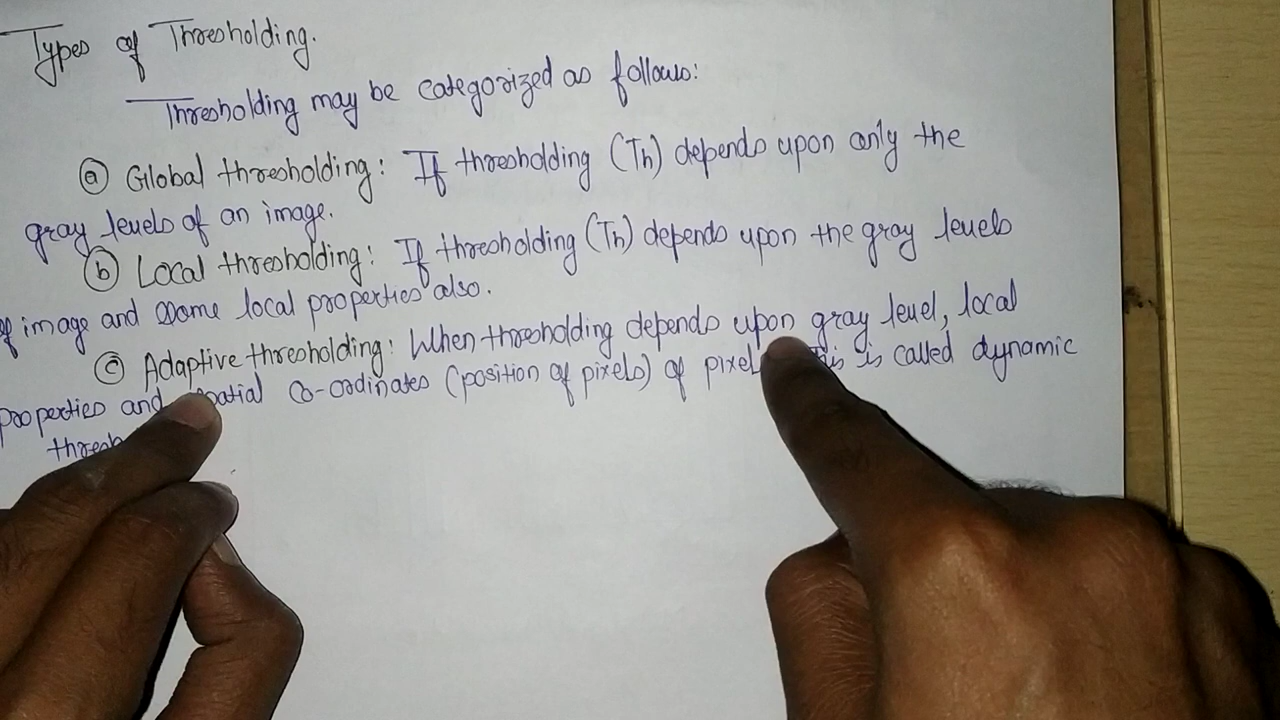 Types of Thresholding.
Thresholding may be categorized as follows:
(a) Global thresholding: If thresholding (Th) depends upon only the
gray levels of an image.
(b) Local thresholding: If thresholding (Th) depends upon the gray levels
of image and some local properties also.
(c) Adaptive thresholding: When thresholding depends upon gray level, local
properties and spatial Co-ordinates (position of pixels) of pixel is called dynamic